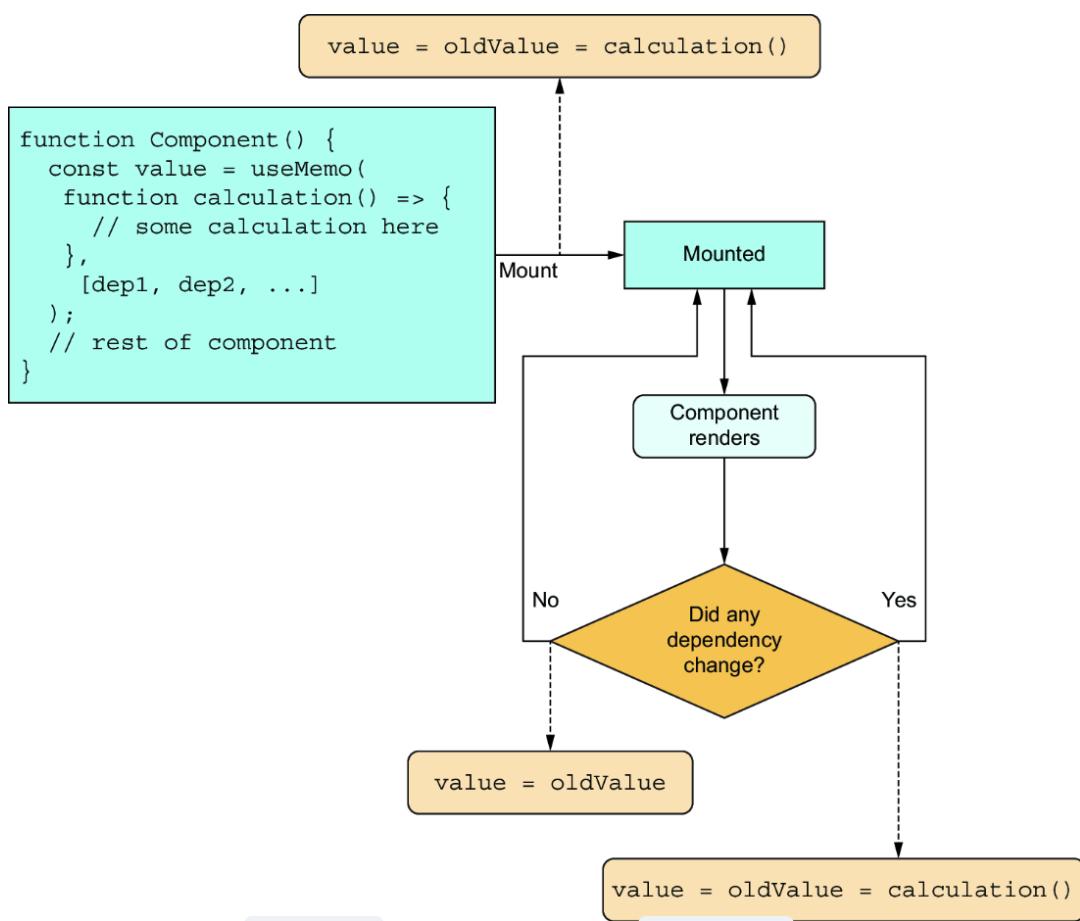 value = oldValue = calculation()
function Component() {
  const value = useMemo(
   function calculation() => {
     // some calculation here
   },
    [dep1, dep2, ...]
  );
  // rest of component
}
Mount
Mounted
Component
renders
No
Yes
Did any
dependency
change?
value = oldValue
value = oldValue = calculation()